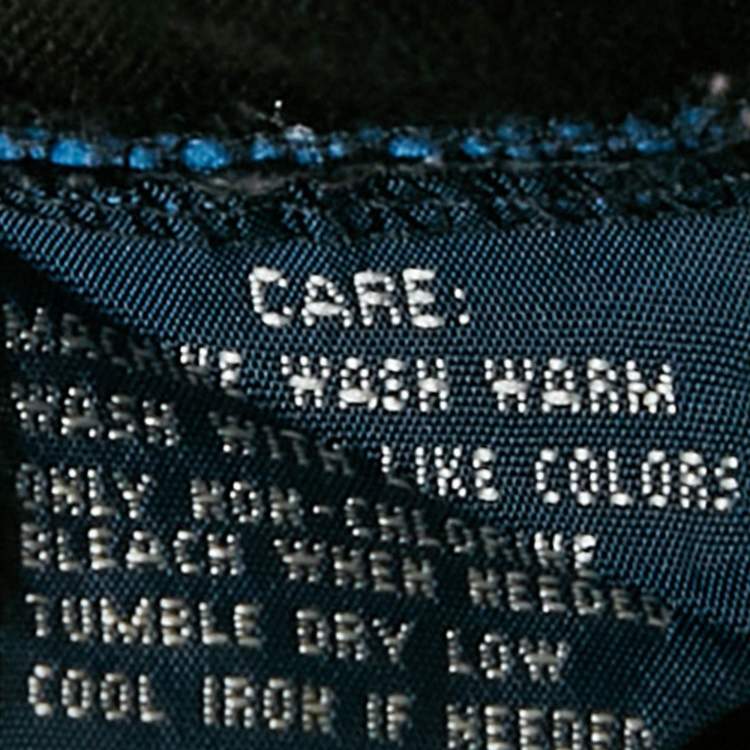 CARE:
MACHINE WASH WARM
WASH WITH LIKE COLORS
ONLY NON-CHLORINE
BLEACH WHEN NEEDED
TUMBLE DRY LOW
COOL IRON IF NEEDED